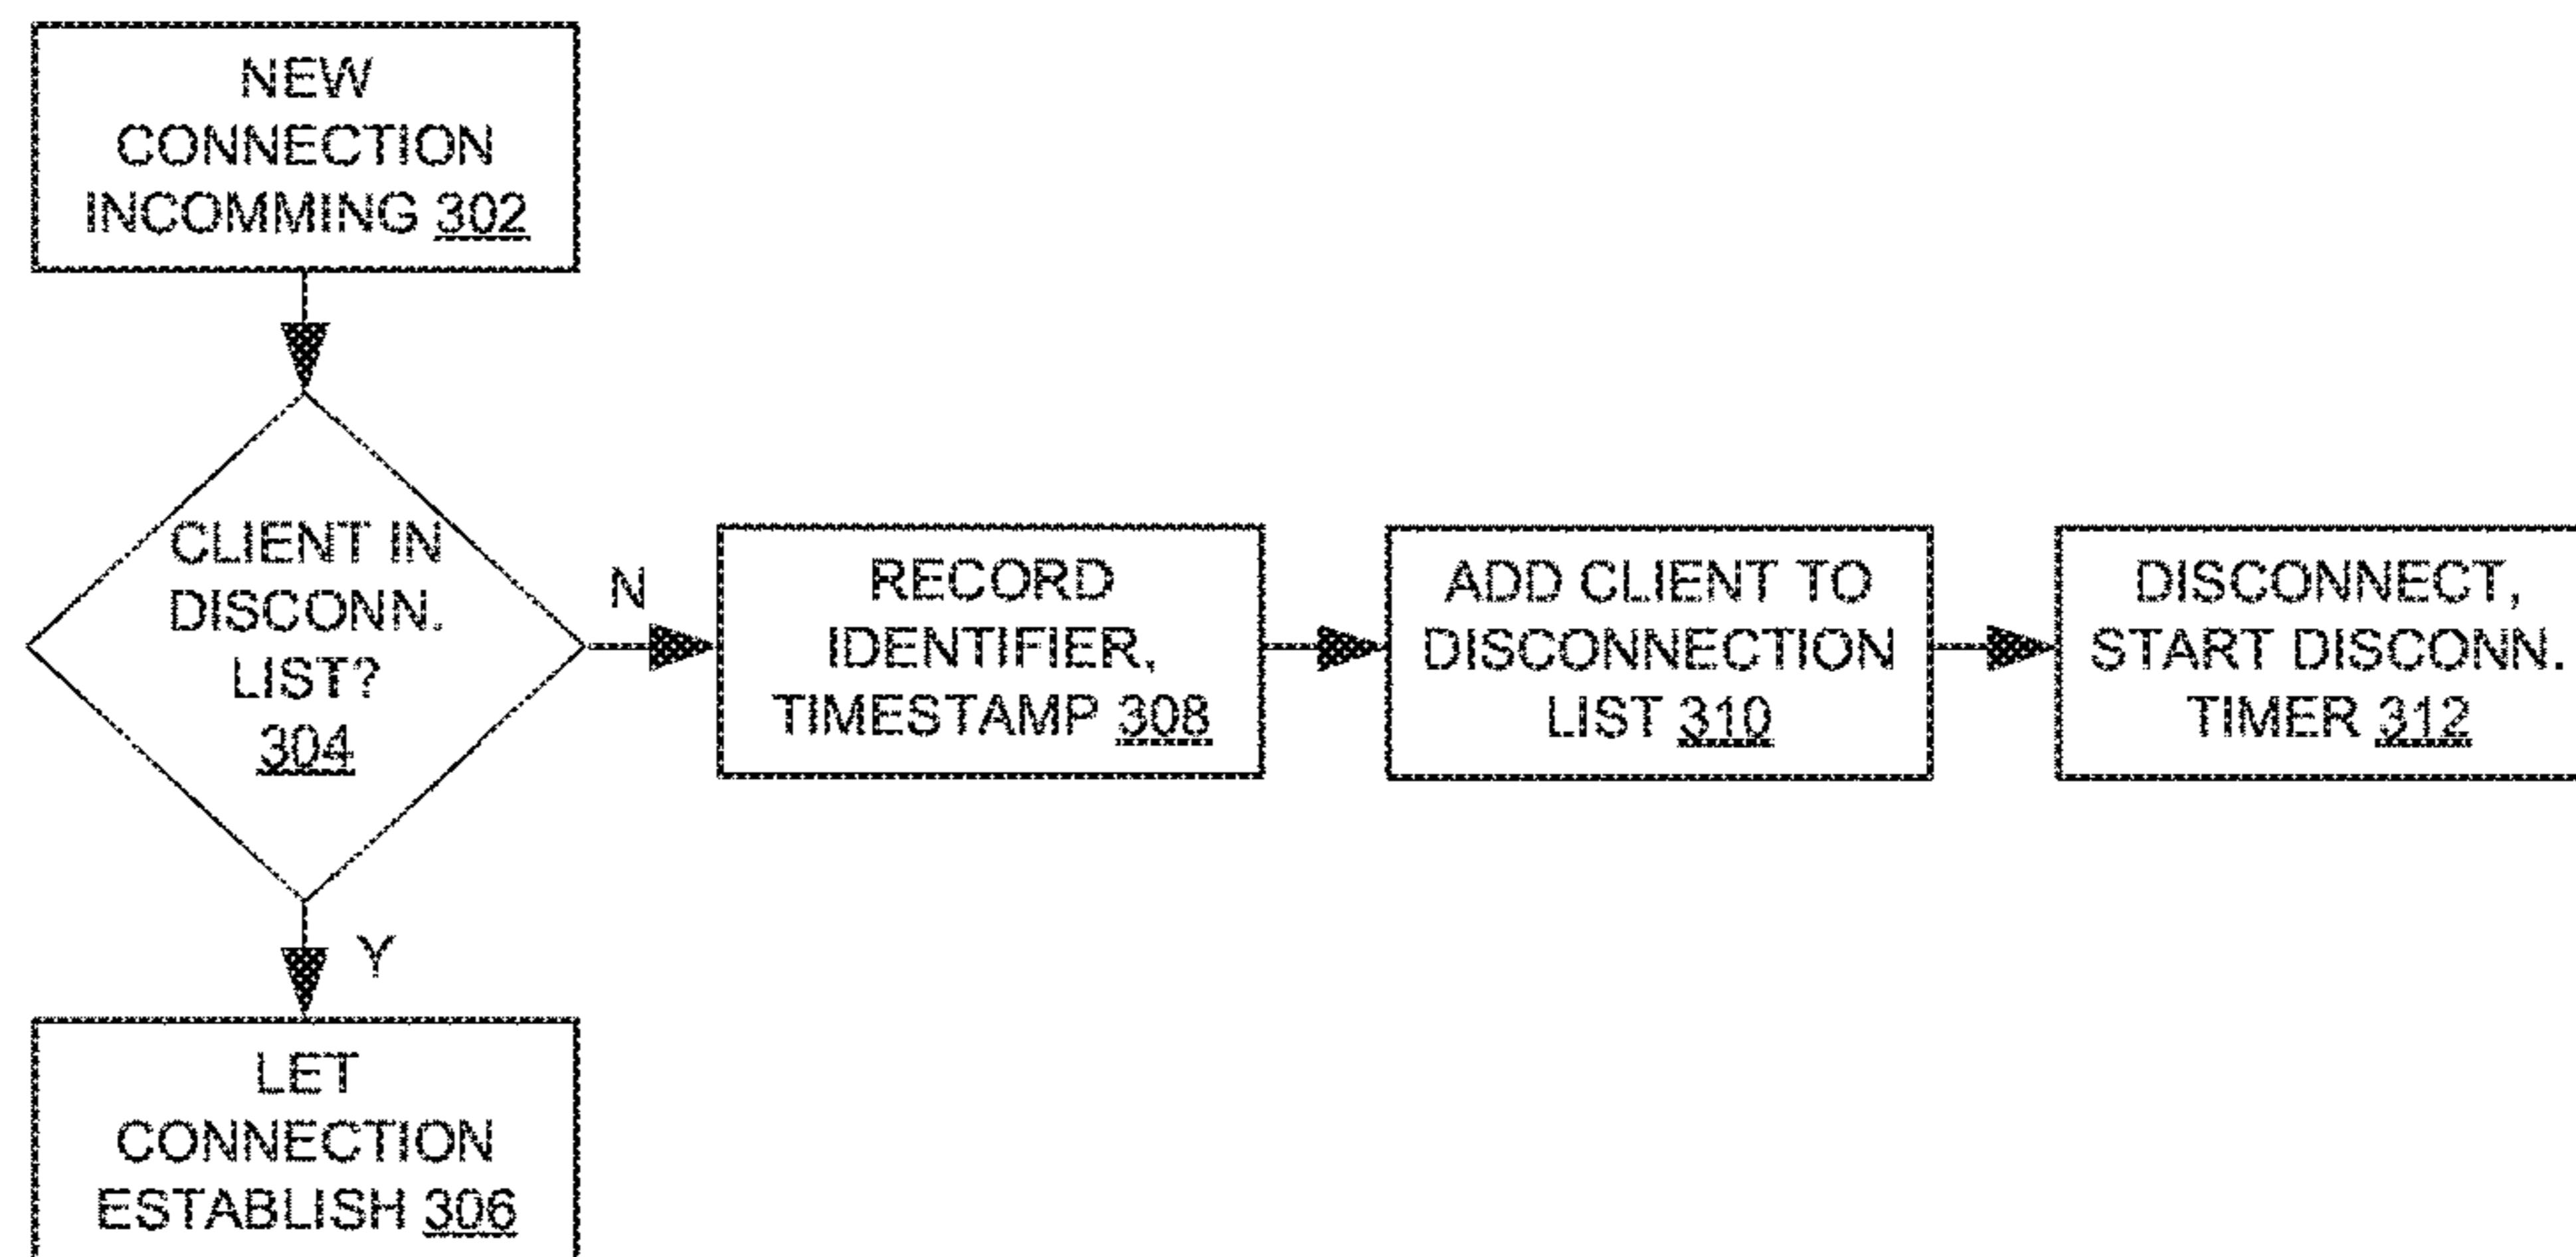 NEW
CONNECTION
INCOMMING 302
CLIENT IN
DISCONN.
LIST?
304
N
RECORD
IDENTIFIER,
TIMESTAMP 308
ADD CLIENT TO
DISCONNECTION
LIST 310
DISCONNECT,
START DISCONN.
TIMER 312
Y
LET
CONNECTION
ESTABLISH 306